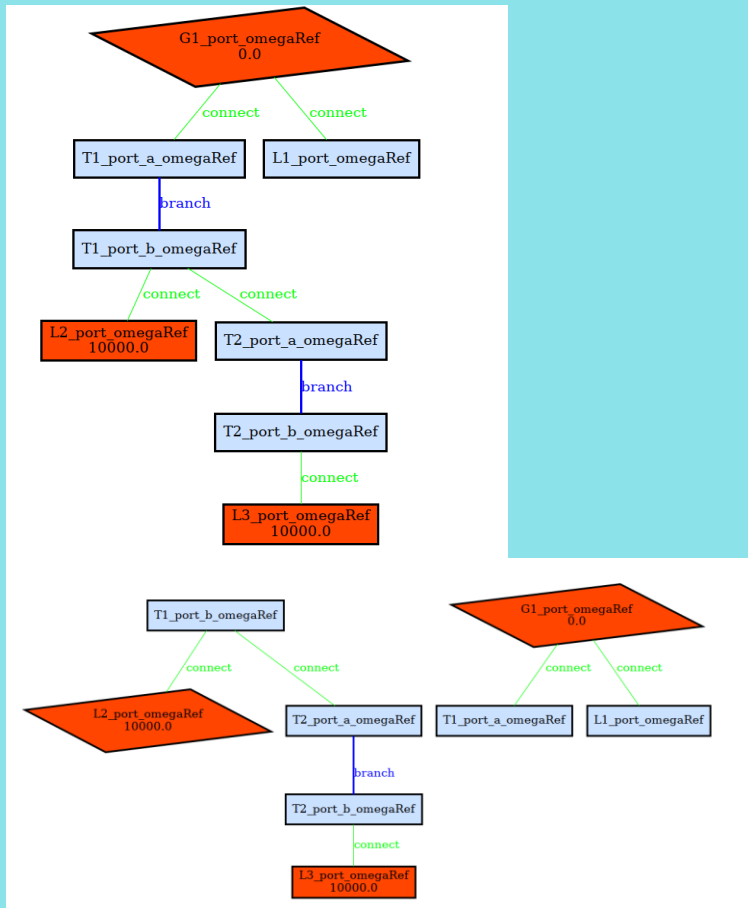 G1_port_omegaRef
0.0
connect
connect
T1_port_a_omegaRef
L1_port_omegaRef
branch
T1_port_b_omegaRef
connect
connect
L2_port_omegaRef
10000.0
T2_port_a_omegaRef
branch
T2_port_b_omegaRef
connect
L3_port_omegaRef
10000.0
T1_port_b_omegaRef
G1_port_omegaRef
0.0
connect
connect
connect
connect
L2_port_omegaRef
10000.0
T2_port_a_omegaRef
T1_port_a_omegaRef
L1_port_omegaRef
branch
T2_port_b_omegaRef
connect
L3_port_omegaRef
10000.0